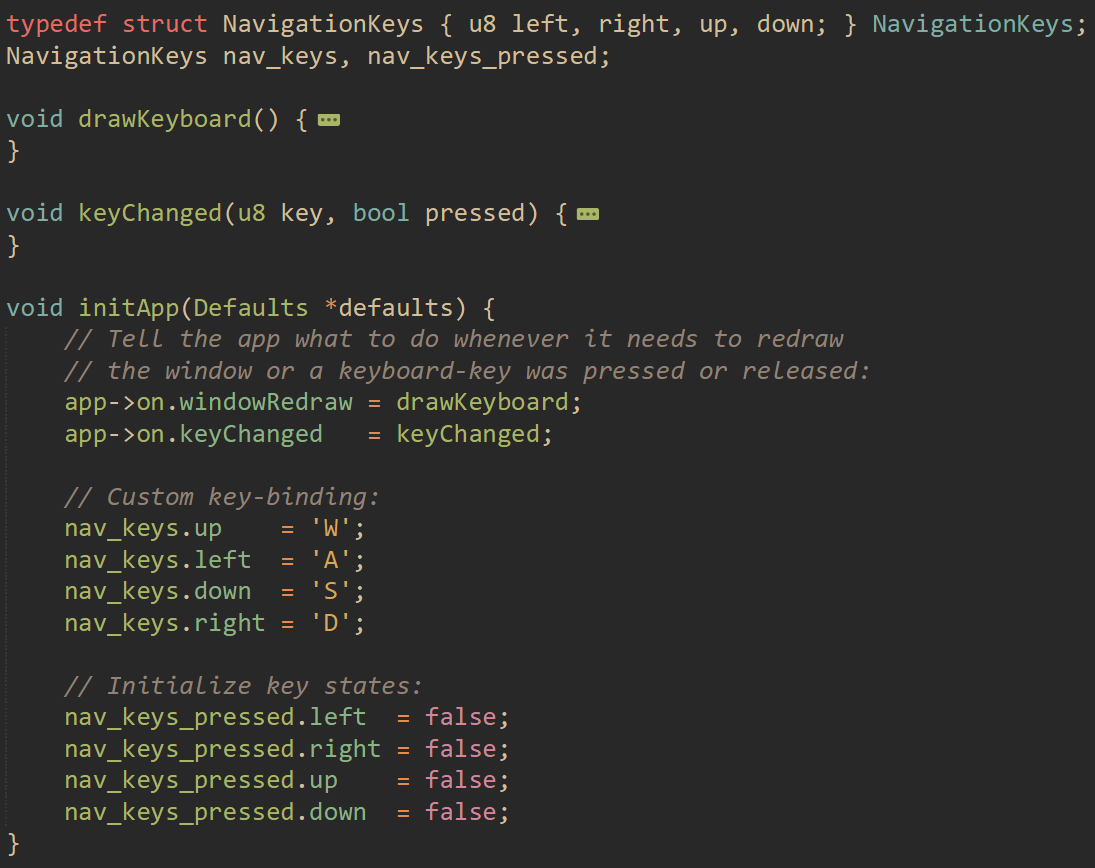 typedef struct NavigationKeys { u8 left, right, up, down; } NavigationKeys;
NavigationKeys nav_keys, nav_keys_pressed;

void drawKeyboard() { ...
}

void keyChanged(u8 key, bool pressed) { ...
}

void initApp(Defaults *defaults) {
    // Tell the app what to do whenever it needs to redraw
    // the window or a keyboard-key was pressed or released:
    app->on.windowRedraw = drawKeyboard;
    app->on.keyChanged   = keyChanged;

    // Custom key-binding:
    nav_keys.up    = 'W';
    nav_keys.left  = 'A';
    nav_keys.down  = 'S';
    nav_keys.right = 'D';

    // Initialize key states:
    nav_keys_pressed.left  = false;
    nav_keys_pressed.right = false;
    nav_keys_pressed.up    = false;
    nav_keys_pressed.down  = false;
}